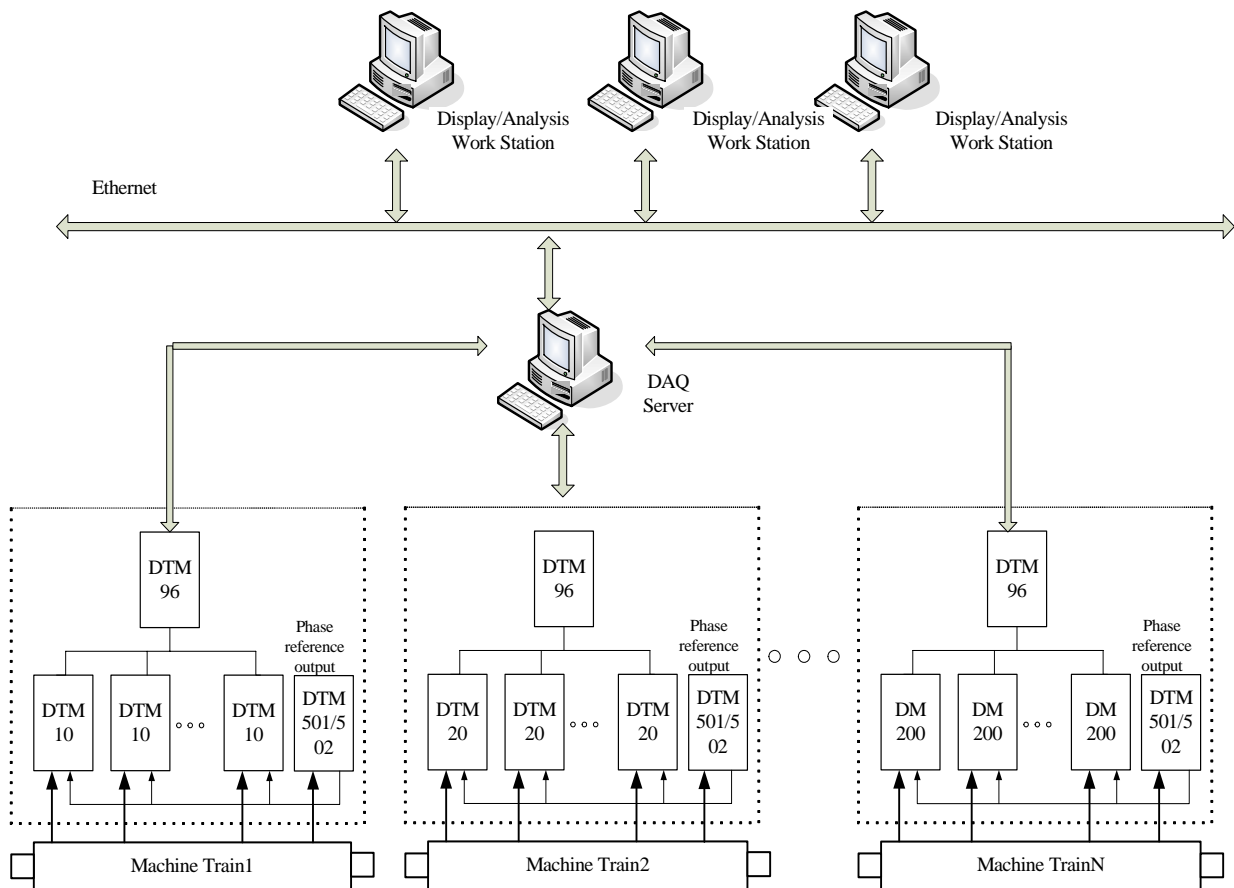 Display/Analysis
Work Station
Display/Analysis
Work Station
Display/Analysis
Work Station
Ethernet
DAQ
Server
DTM
96
Phase
reference
output
DTM
10
DTM
10
DTM
10
DTM
501/5
02
Machine Train1
DTM
96
Phase
reference
output
DTM
20
DTM
20
DTM
20
DTM
501/5
02
Machine Train2
DTM
96
Phase
reference
output
DM
200
DM
200
DM
200
DTM
501/5
02
Machine TrainN